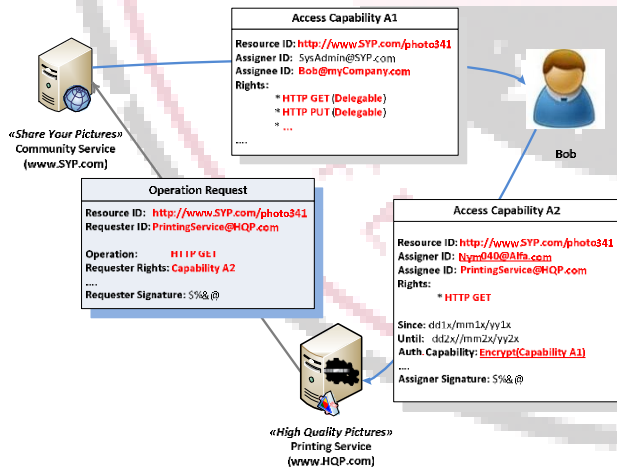 Access Capability A1
Resource ID: http://www.SYP.com/photo341
Assigner ID: SysAdmin@SYP.com
Assignee ID: Bob@myCompany.com
Rights:
* HTTP GET (Delegable)
* HTTP PUT (Delegable)
* ...
....
«Share Your Pictures»
Community Service
(www.SYP.com)
Bob
Operation Request
Resource ID: http://www.SYP.com/photo341
Requester ID: PrintingService@HQP.com
Operation: HTTP GET
Requester Rights: Capability A2
....
Requester Signature: $%&@
Access Capability A2
Resource ID: http://www.SYP.com/photo341
Assigner ID: Nym040@Alfa.com
Assignee ID: PrintingService@HQP.com
Rights:
* HTTP GET
Since: dd1x/mm1x/yy1x
Until: dd2x//mm2x/yy2x
Auth. Capability: Encrypt(Capability A1)
....
Assigner Signature: $%&@
«High Quality Pictures»
Printing Service
(www.HQP.com)